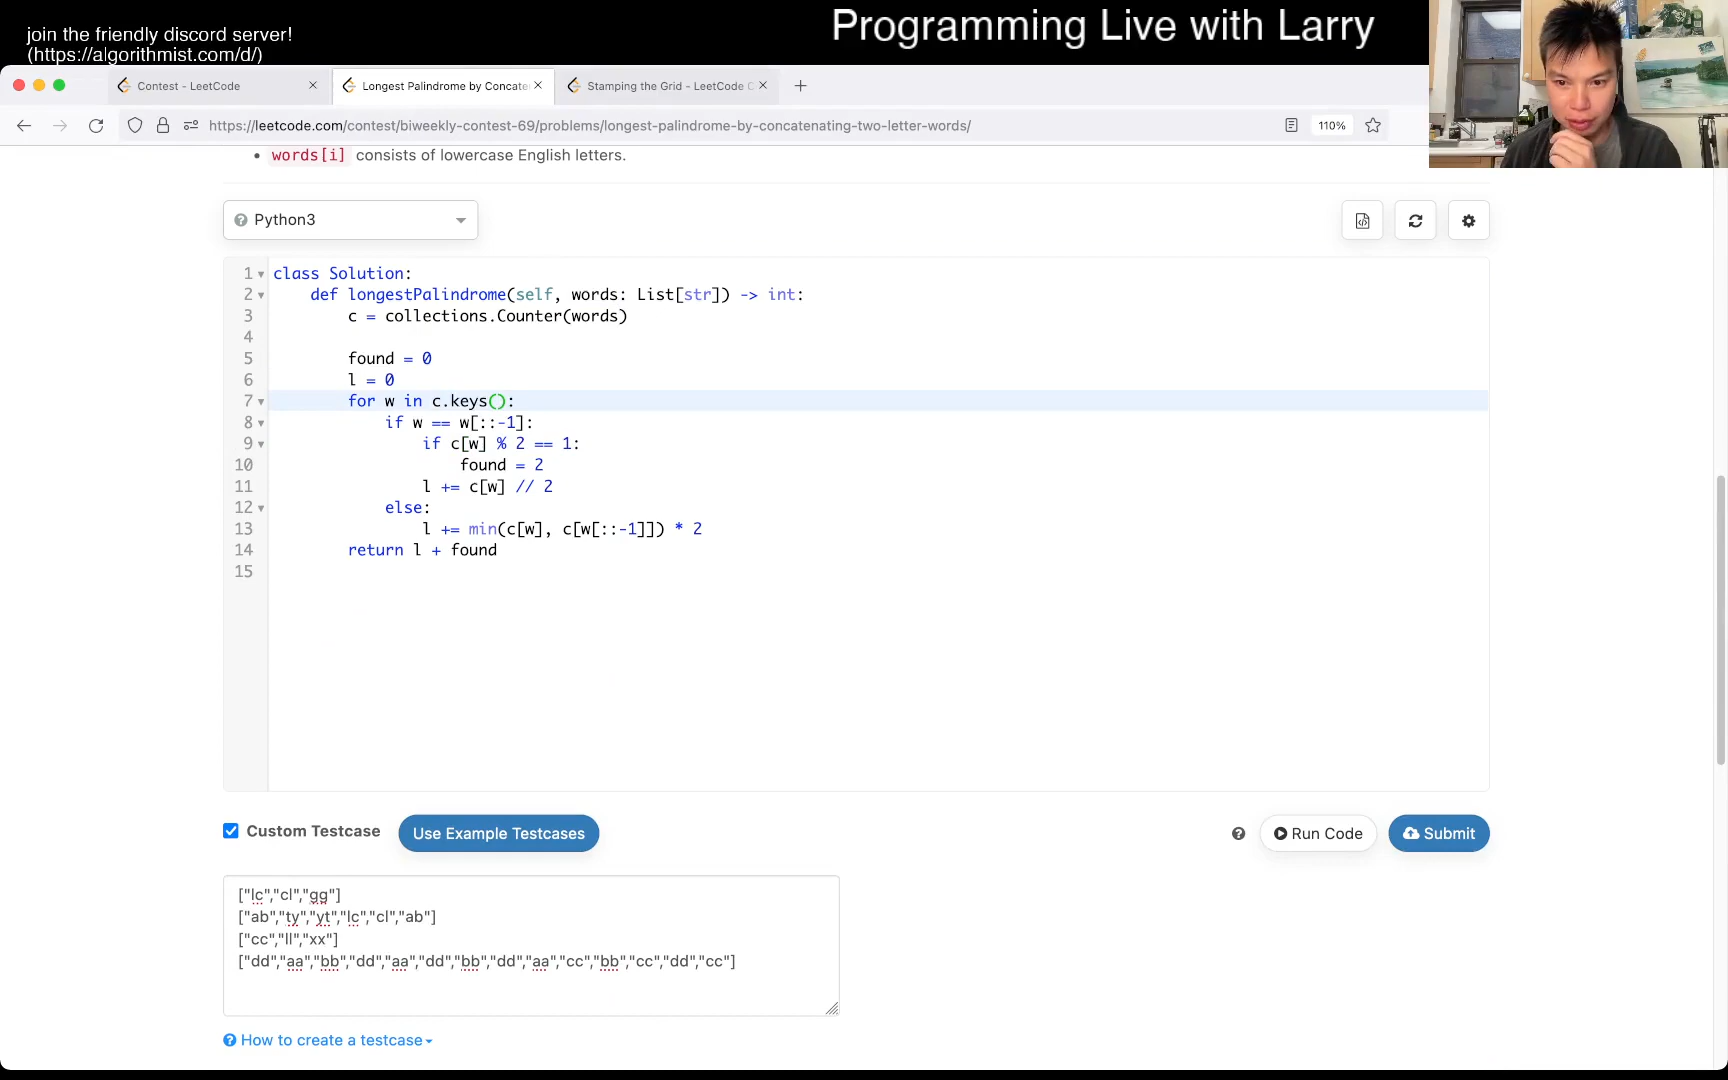 join the friendly discord server!
(https://algorithmist.com/d/)
Programming Live with Larry
Contest - LeetCode
Longest Palindrome by Concate
Stamping the Grid - LeetCode C
https://leetcode.com/contest/biweekly-contest-69/problems/longest-palindrome-by-concatenating-two-letter-words/
110%
• words[i] consists of lowercase English letters.
Python3
1 class Solution:
2 def longestPalindrome(self, words: List[str]) -> int:
3 c = collections.Counter(words)
4
5 found = 0
6 l = 0
7 for w in c.keys():
8 if w == w[::-1]:
9 if c[w] % 2 == 1:
10 found = 2
11 l += c[w] // 2
12 else:
13 l += min(c[w], c[w[::-1]]) * 2
14 return l + found
15
Custom Testcase
Use Example Testcases
Run Code
Submit
["lc","cl","gg"]
["ab","ty","yt","lc","cl","ab"]
["cc","ll","xx"]
["dd","aa","bb","dd","aa","dd","bb","dd","aa","cc","bb","cc","dd","cc"]
How to create a testcase